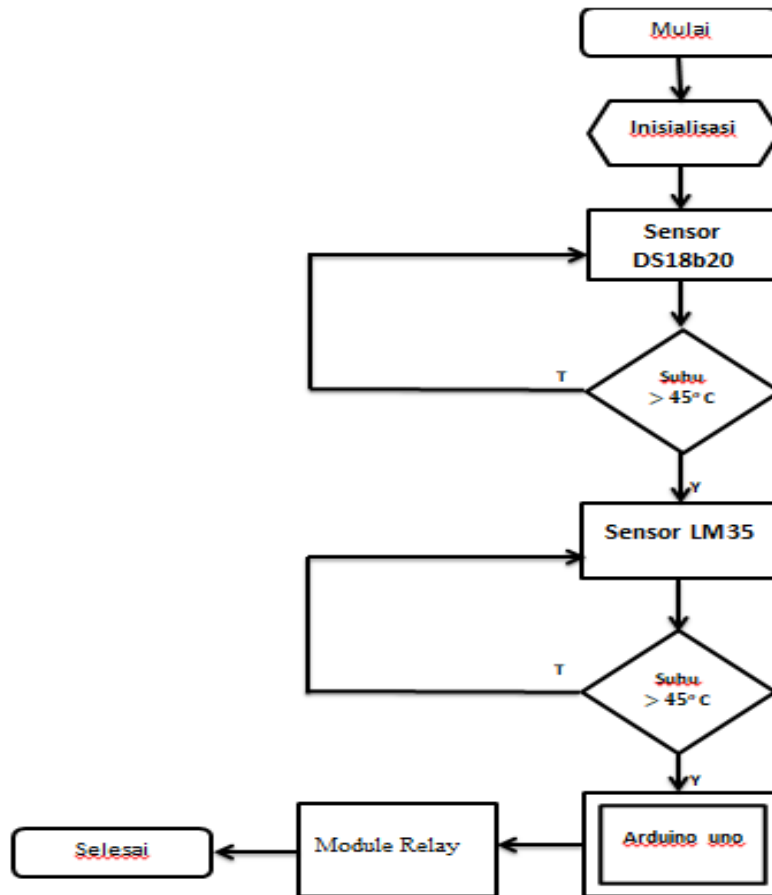 Mulai
Inisialisasi
Sensor
DS18b20
T
Suhu
> 45° C
Y
Sensor LM35
T
Suhu
> 45° C
Y
Arduino uno
Module Relay
Selesai